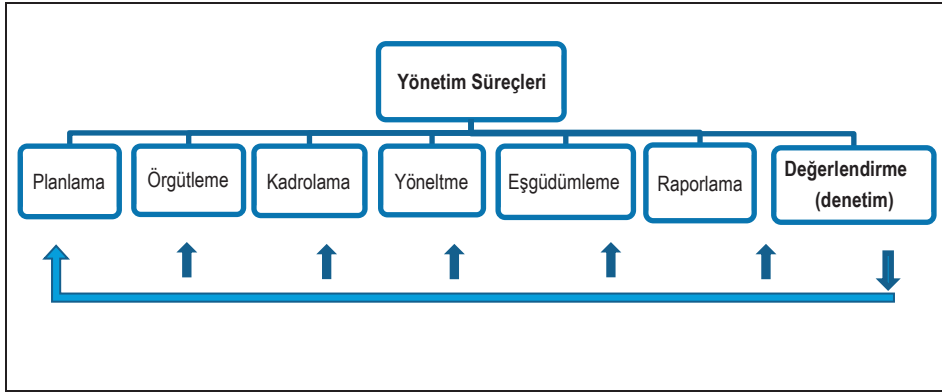 Yönetim Süreçleri
Planlama
Örgütleme
Kadrolama
Yöneltme
Eşgüdümleme
Raporlama
Değerlendirme
(denetim)